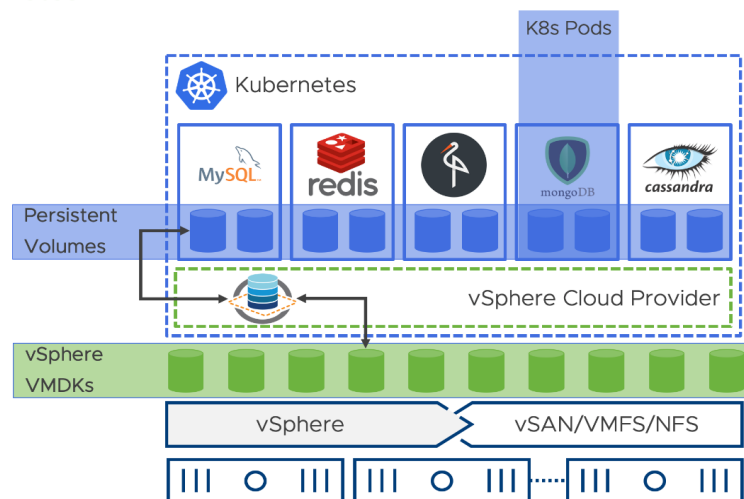 K8s Pods
Kubernetes
MySQL
redis
mongoDB
cassandra
Persistent
Volumes
vSphere Cloud Provider
vSphere
VMDKs
vSphere
vSAN/VMFS/NFS